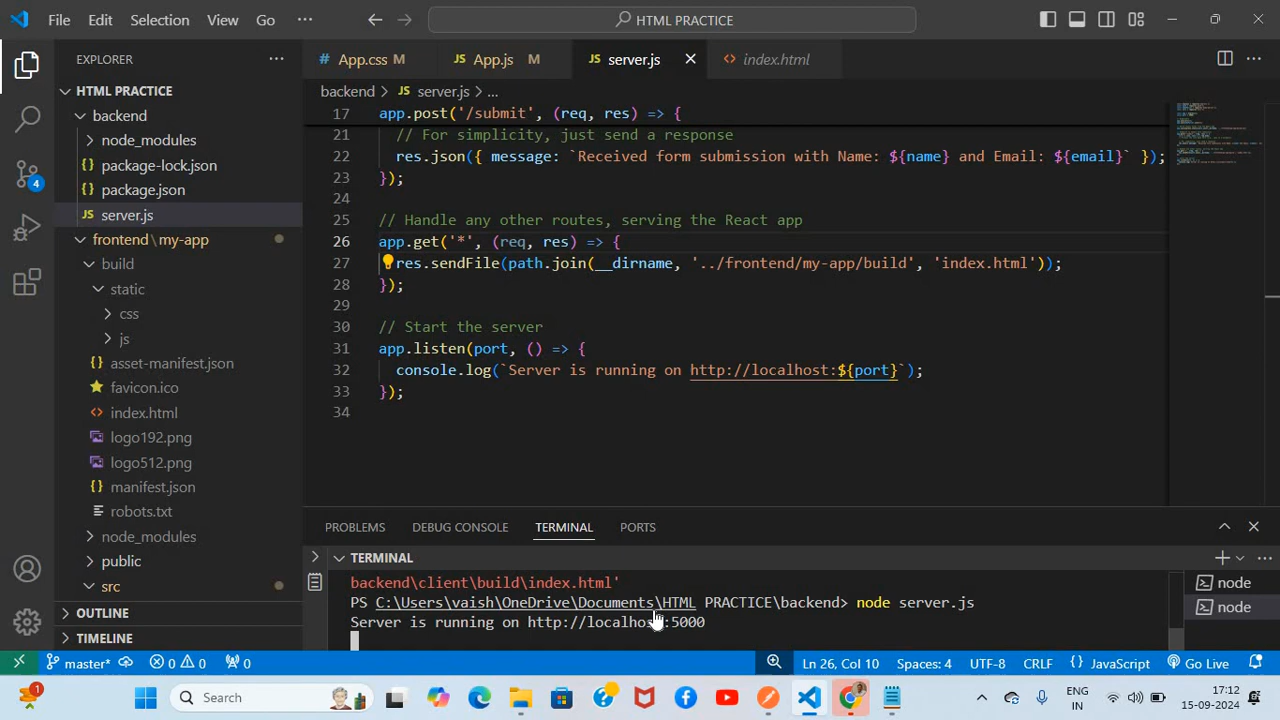 File Edit Selection View Go ··· HTML PRACTICE
EXPLORER ···
HTML PRACTICE
backend
node_modules
package-lock.json
package.json
JS server.js
frontend\my-app
build
static
css
js
asset-manifest.json
favicon.ico
index.html
logo192.png
logo512.png
manifest.json
robots.txt
node_modules
public
src
OUTLINE
TIMELINE
4
# App.css M JS App.js M JS server.js <> index.html
backend > JS server.js > ...
17 app.post('/submit', (req, res) => {
21 // For simplicity, just send a response
22 res.json({ message: `Received form submission with Name: ${name} and Email: ${email}` });
23 });
24
25 // Handle any other routes, serving the React app
26 app.get('*', (req, res) => {
27 res.sendFile(path.join(__dirname, '../frontend/my-app/build', 'index.html'));
28 });
29
30 // Start the server
31 app.listen(port, () => {
32 console.log(`Server is running on http://localhost:${port}`);
33 });
34
PROBLEMS DEBUG CONSOLE TERMINAL PORTS
TERMINAL
backend\client\build\index.html'
PS C:\Users\vaish\OneDrive\Documents\HTML PRACTICE\backend> node server.js
Server is running on http://localhost:5000
node
node
master* 0 0 0 Ln 26, Col 10 Spaces: 4 UTF-8 CRLF {} JavaScript Go Live
1 Search ENG IN 17:12 15-09-2024